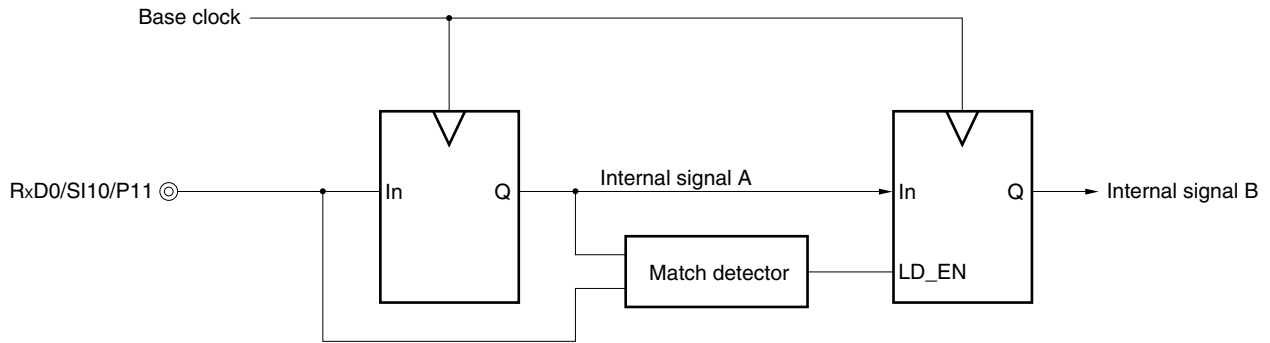 Base clock
RxD0/SI10/P11
In
Q
Internal signal A
In
Q
Internal signal B
Match detector
LD_EN